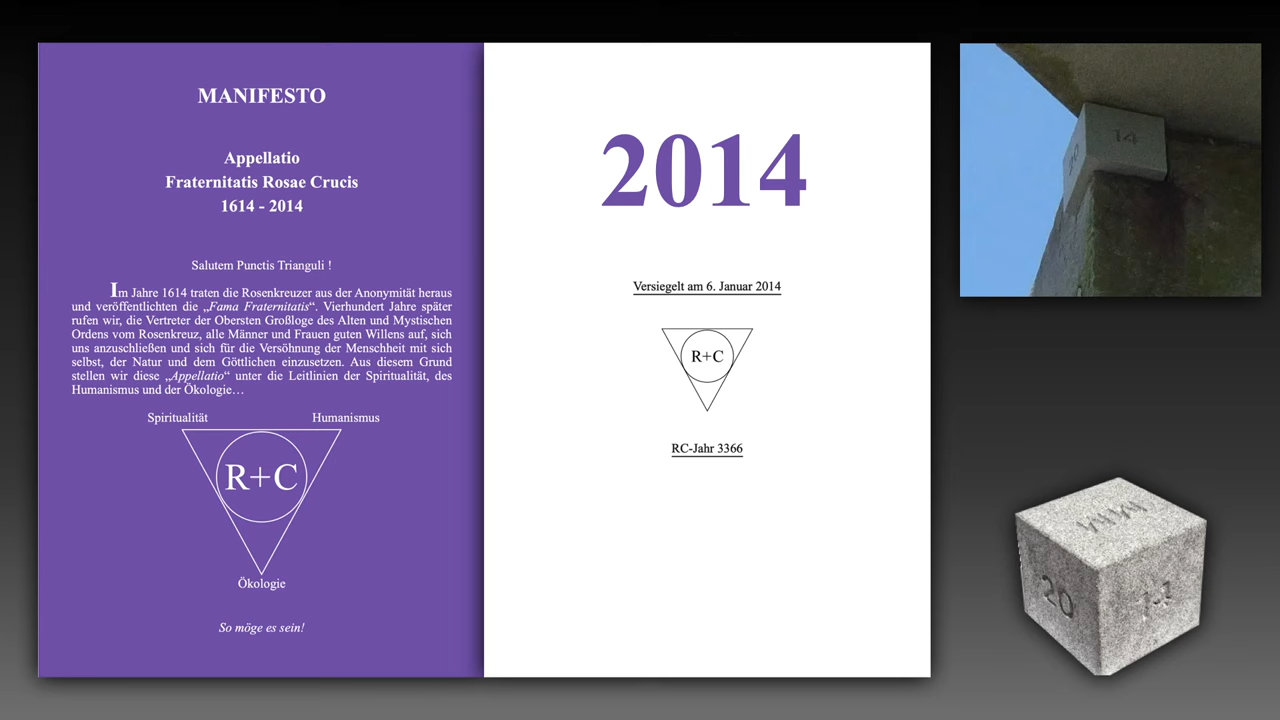 MANIFESTO
Appellatio
Fraternitatis Rosae Crucis
1614 - 2014
Salutem Punctis Trianguli !
Im Jahre 1614 traten die Rosenkreuzer aus der Anonymität heraus
und veröffentlichten die „Fama Fraternitatis“. Vierhundert Jahre später
rufen wir, die Vertreter der Obersten Großloge des Alten und Mystischen
Ordens vom Rosenkreuz, alle Männer und Frauen guten Willens auf, sich
uns anzuschließen und sich für die Versöhnung der Menschheit mit sich
selbst, der Natur und dem Göttlichen einzusetzen. Aus diesem Grund
stellen wir diese „Appellatio“ unter die Leitlinien der Spiritualität, des
Humanismus und der Ökologie…
Spiritualität Humanismus
R+C
Ökologie
So möge es sein!
2014
Versiegelt am 6. Januar 2014
R+C
RC-Jahr 3366
20 14
20 14